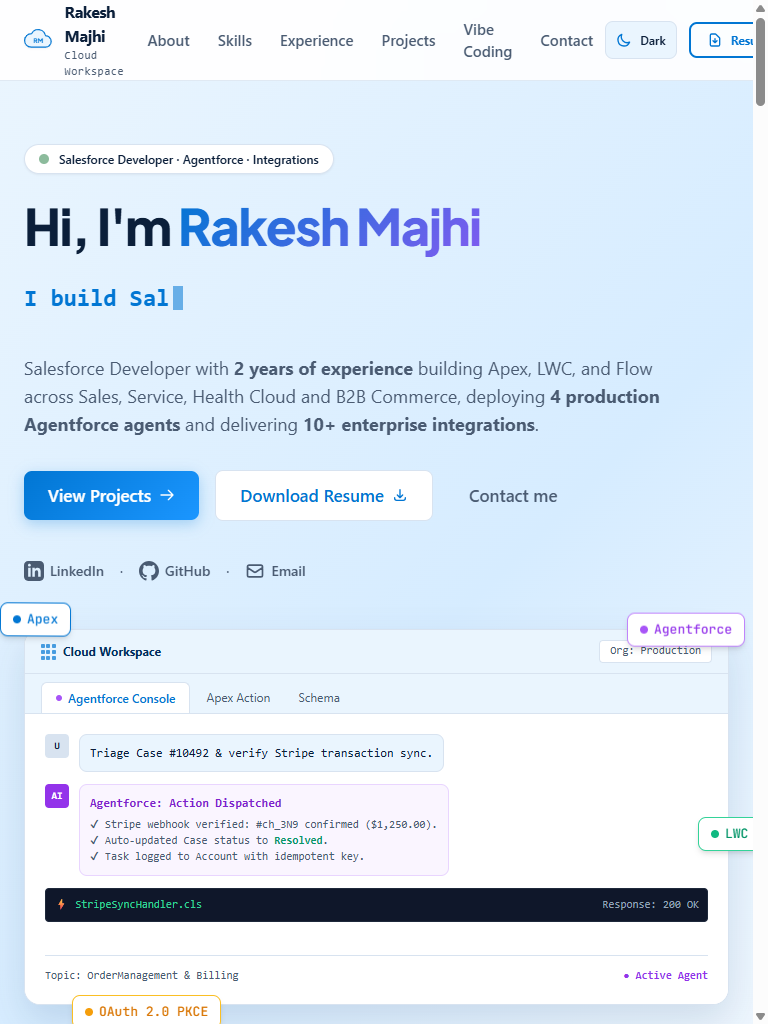 RM
Rakesh
Majhi
Cloud
Workspace
About
Skills
Experience
Projects
Vibe
Coding
Contact
Dark
Salesforce Developer · Agentforce · Integrations
Hi, I'm Rakesh Majhi
I build Sal
Salesforce Developer with 2 years of experience building Apex, LWC, and Flow
across Sales, Service, Health Cloud and B2B Commerce, deploying 4 production
Agentforce agents and delivering 10+ enterprise integrations.
View Projects →
Download Resume
Contact me
LinkedIn · GitHub · Email
Apex
Agentforce
Cloud Workspace
Org: Production
Agentforce Console
Apex Action
Schema
U
Triage Case #10492 & verify Stripe transaction sync.
AI
Agentforce: Action Dispatched
✓ Stripe webhook verified: #ch_3N9 confirmed ($1,250.00).
✓ Auto-updated Case status to Resolved.
✓ Task logged to Account with idempotent key.
LWC
StripeSyncHandler.cls
Response: 200 OK
Topic: OrderManagement & Billing
● Active Agent
OAuth 2.0 PKCE